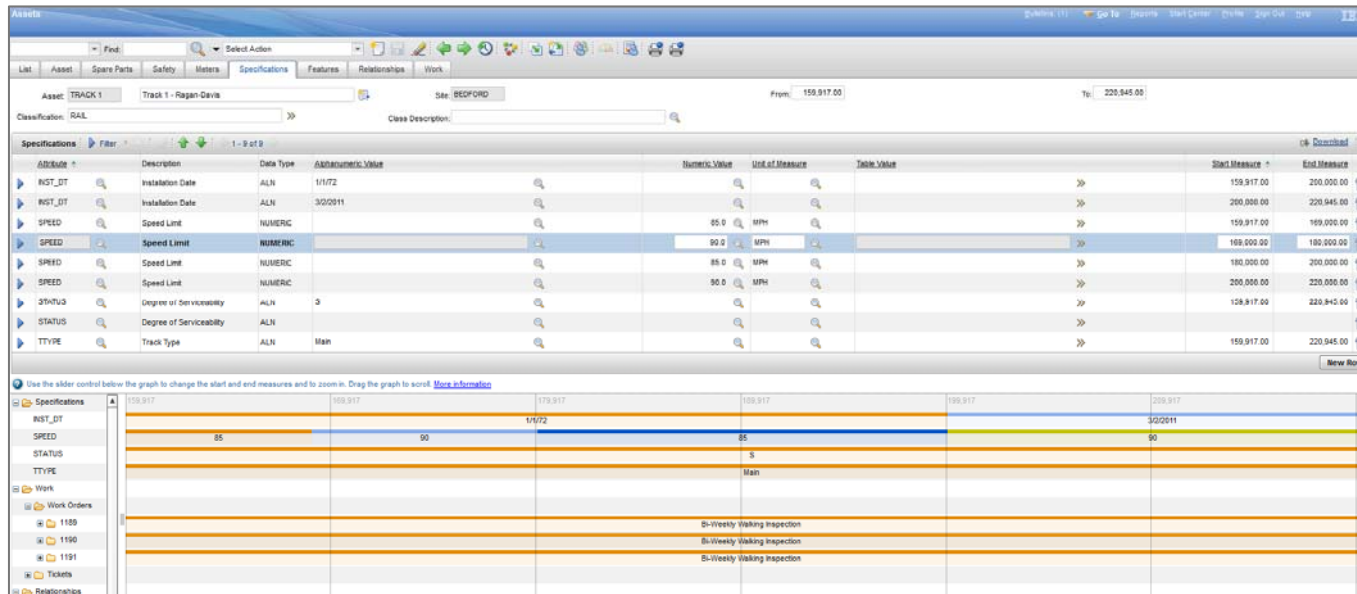 Assets
Bulletins: (1) Go To Reports Start Center Profile Sign Out Help
Find: Select Action
List Asset Spare Parts Safety Meters Specifications Features Relationships Work
Asset: TRACK 1 Track 1 - Ragan-Davis Site: BEDFORD From: 159,917.00 To: 220,945.00
Classification: RAIL Class Description:
Specifications Filter 1 - 9 of 9 Download
Attribute Description Data Type Alphanumeric Value Numeric Value Unit of Measure Table Value Start Measure End Measure
INST_DT Installation Date ALN 1/1/72 159,917.00 200,000.00
INST_DT Installation Date ALN 3/2/2011 200,000.00 220,945.00
SPEED Speed Limit NUMERIC 85.0 MPH 159,917.00 169,000.00
SPEED Speed Limit NUMERIC 90.0 MPH 169,000.00 180,000.00
SPEED Speed Limit NUMERIC 85.0 MPH 180,000.00 200,000.00
SPEED Speed Limit NUMERIC 90.0 MPH 200,000.00 220,000.00
STATUS Degree of Serviceability ALN S 159,917.00 220,945.00
STATUS Degree of Serviceability ALN
TTYPE Track Type ALN Main 159,917.00 220,945.00
New Ro
Use the slider control below the graph to change the start and end measures and to zoom in. Drag the graph to scroll. More information
Specifications 159,917 169,917 179,917 189,917 199,917 209,917
INST_DT 1/1/72 3/2/2011
SPEED 85 90 85 90
STATUS S
TTYPE Main
Work
Work Orders
1189 Bi-Weekly Walking Inspection
1190 Bi-Weekly Walking Inspection
1191 Bi-Weekly Walking Inspection
Tickets
Relationships